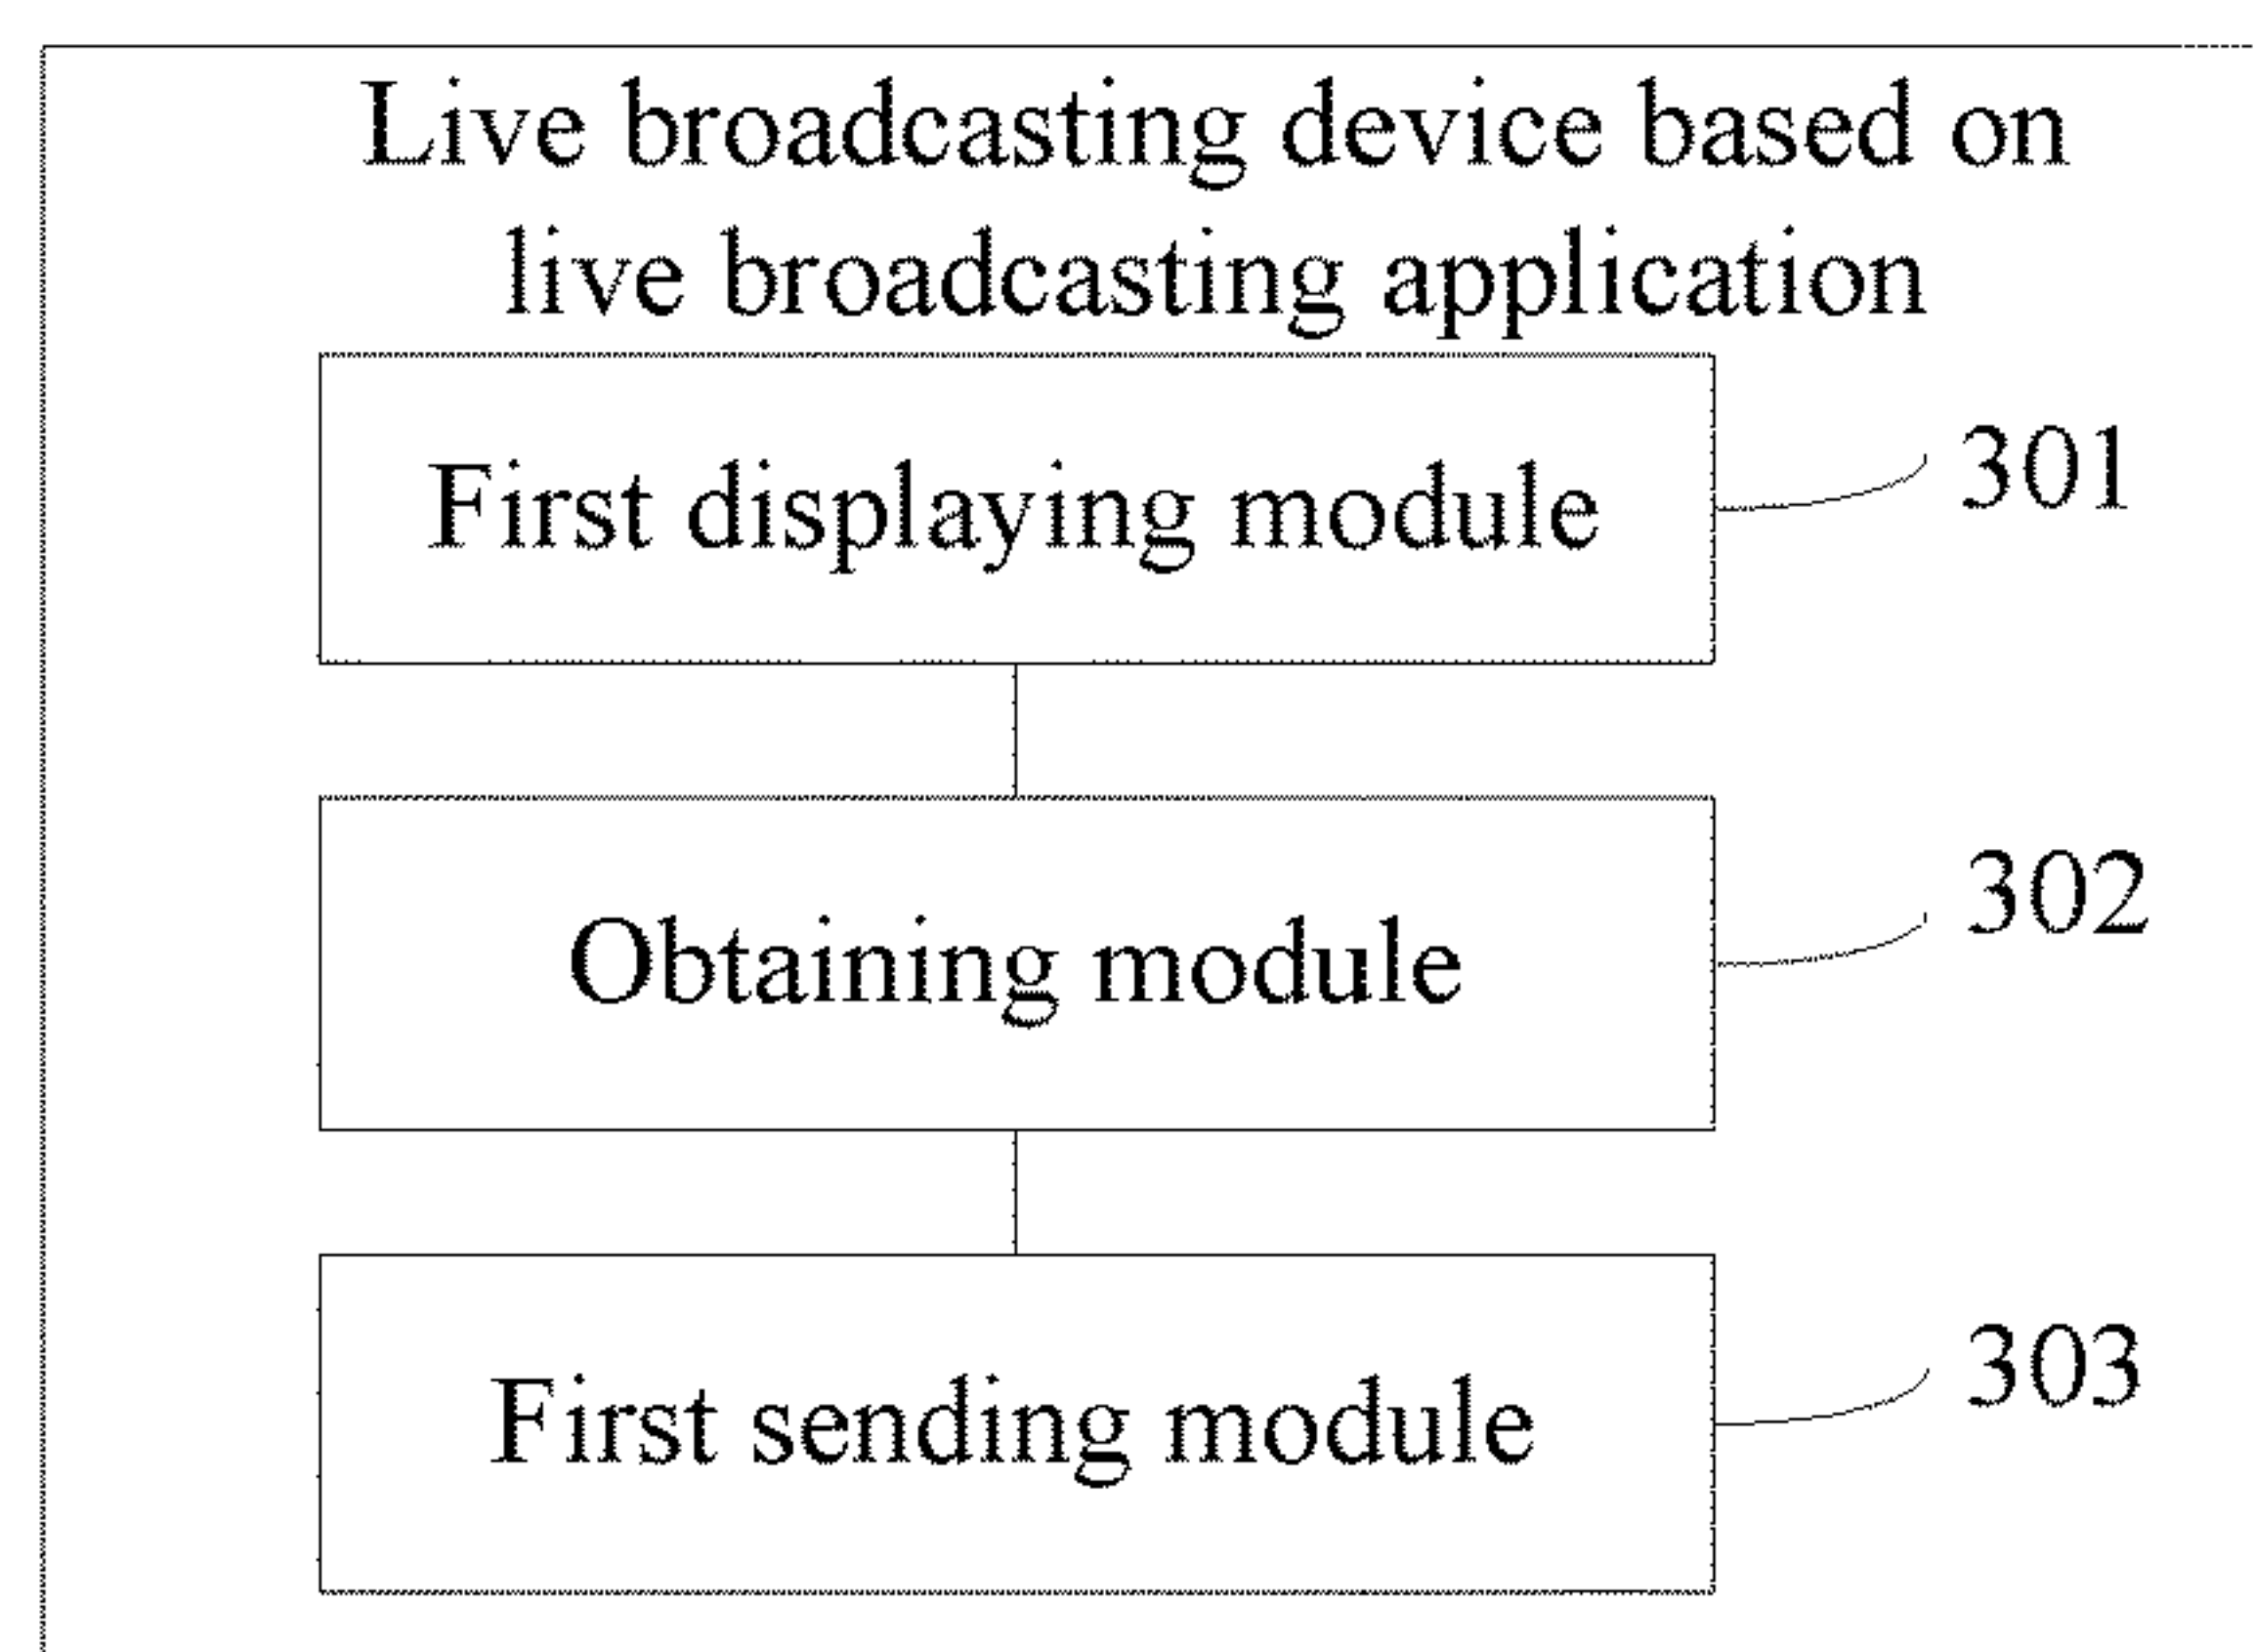 Live broadcasting device based on
live broadcasting application
First displaying module
301
Obtaining module
302
First sending module
303